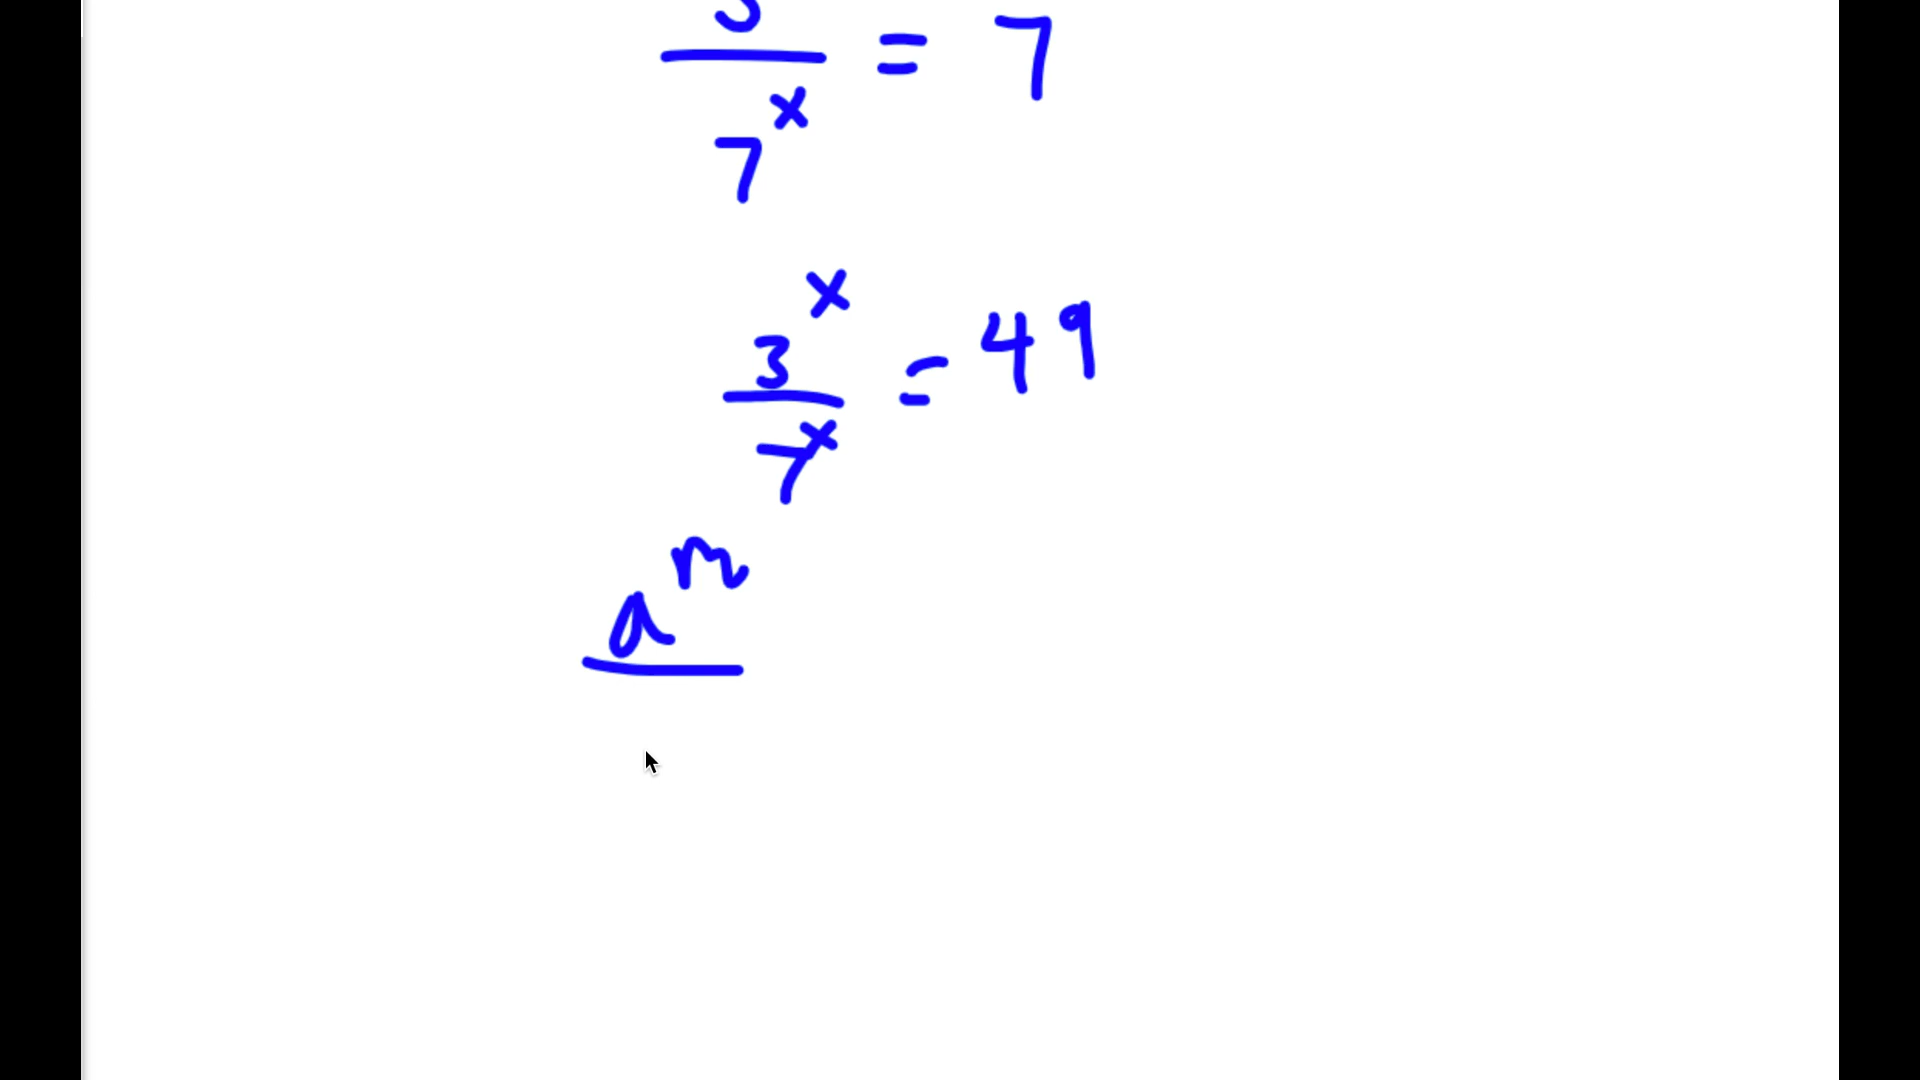 3
/ 7^x = 7
3^x / 7^x = 49
a^m /